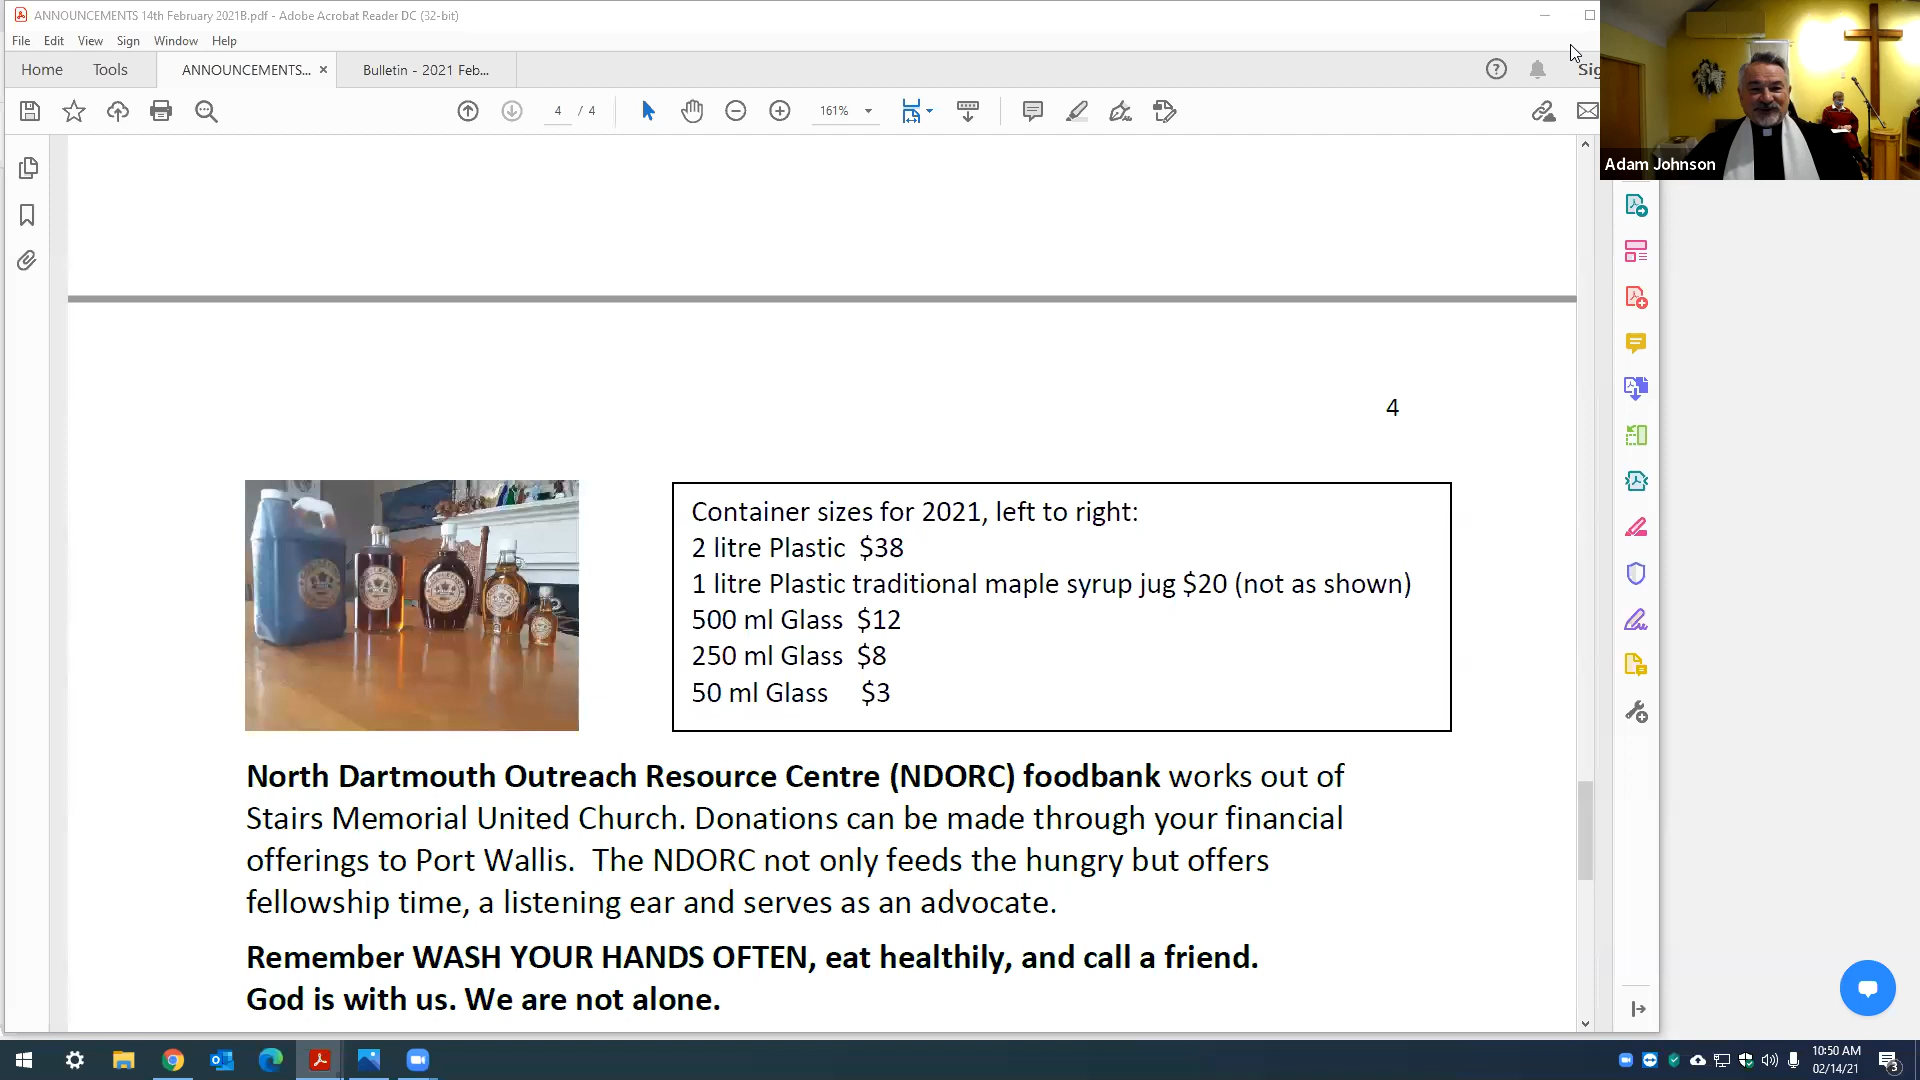 ANNOUNCEMENTS 14th February 2021B.pdf - Adobe Acrobat Reader DC (32-bit)
File Edit View Sign Window Help
Home Tools ANNOUNCEMENTS... × Bulletin - 2021 Feb...
4 / 4 161%
Adam Johnson
4
Container sizes for 2021, left to right:
2 litre Plastic $38
1 litre Plastic traditional maple syrup jug $20 (not as shown)
500 ml Glass $12
250 ml Glass $8
50 ml Glass $3
North Dartmouth Outreach Resource Centre (NDORC) foodbank works out of
Stairs Memorial United Church. Donations can be made through your financial
offerings to Port Wallis. The NDORC not only feeds the hungry but offers
fellowship time, a listening ear and serves as an advocate.
Remember WASH YOUR HANDS OFTEN, eat healthily, and call a friend.
God is with us. We are not alone.
10:50 AM
02/14/21
3